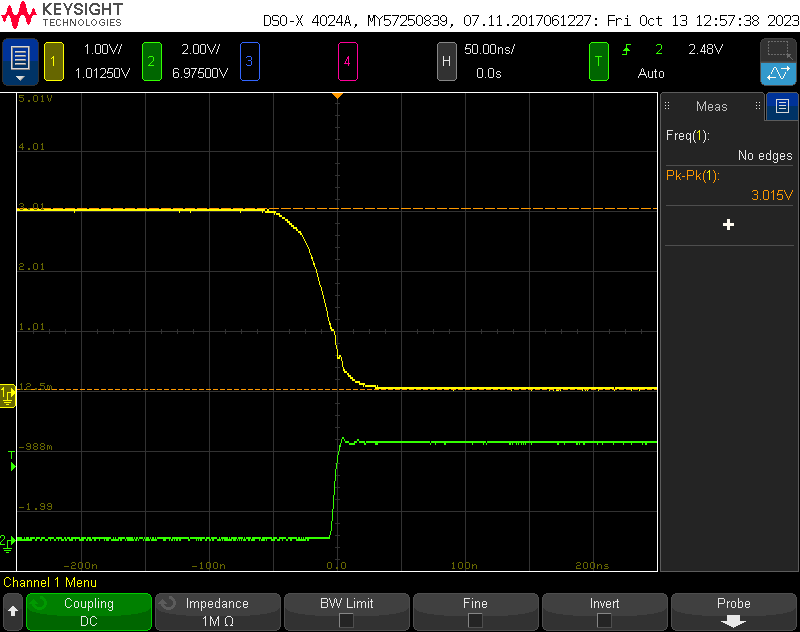 KEYSIGHT
TECHNOLOGIES
DSO-X 4024A, MY57250839, 07.11.2017061227: Fri Oct 13 12:57:38 2023
1 1.00V/ 2 2.00V/ 3 4 H 50.00ns/ T 2 2.48V
1.01250V 6.97500V 0.0s Auto
5.01V
4.01
3.01
2.01
1.01
12.5m
-988m
-1.99
1
T
2
-200n -100n 0.0 100n 200ns
Meas
Freq(1):
No edges
Pk-Pk(1):
3.015V
+
Channel 1 Menu
Coupling Impedance BW Limit Fine Invert Probe
DC 1M Ω